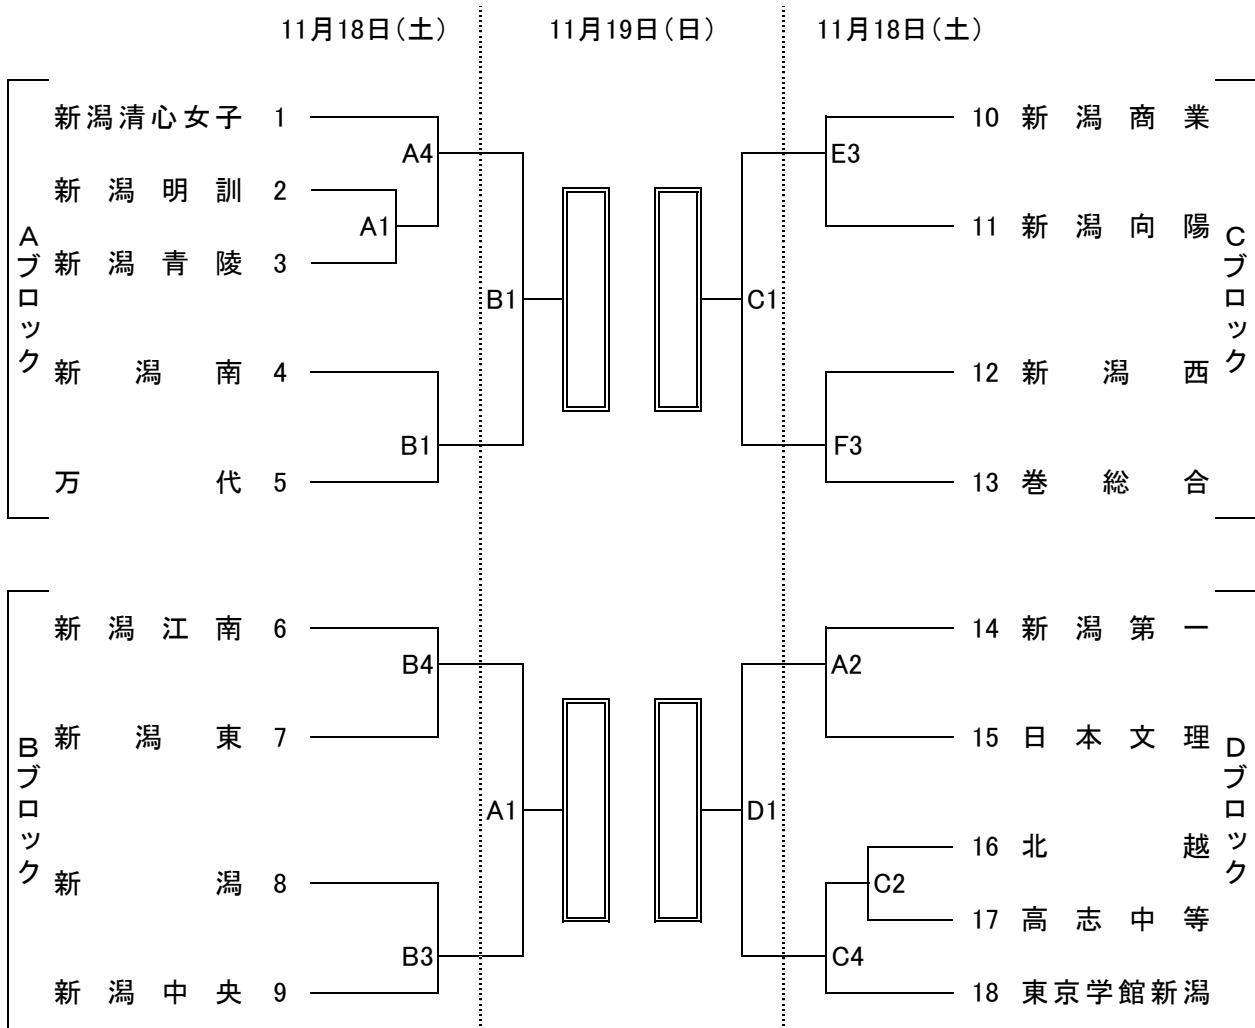 11月18日(土) 11月19日(日) 11月18日(土)
Aブロック
新潟清心女子 1
A4
新潟明訓 2
A1
新潟青陵 3
B1
新潟南 4
B1
万代 5
Bブロック
新潟江南 6
B4
新潟東 7
A1
新潟 8
B3
新潟中央 9
Cブロック
10 新潟商業
E3
11 新潟向陽
C1
12 新潟西
F3
13 巻総合
Dブロック
14 新潟第一
A2
15 日本文理
D1
16 北越
C2
17 高志中等
C4
18 東京学館新潟